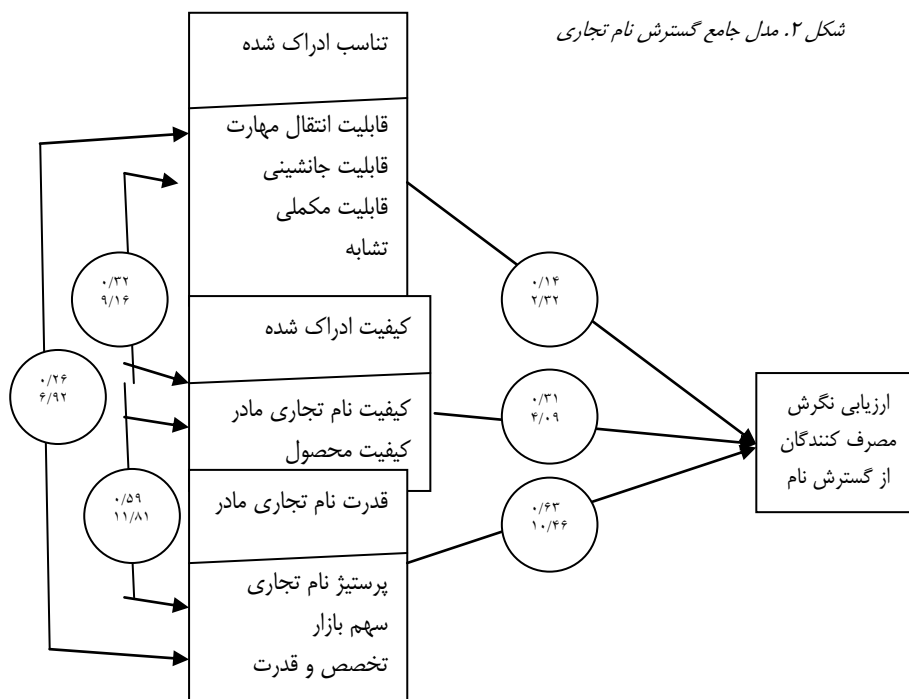 شکل ۲. مدل جامع گسترش نام تجاری
تناسب ادراک شده
قابلیت انتقال مهارت
قابلیت جانشینی
قابلیت مکملی
تشابه
۰/۳۲
۹/۱۶
۰/۱۴
۲/۳۲
کیفیت ادراک شده
۰/۲۶
۶/۹۲
کیفیت نام تجاری مادر
کیفیت محصول
۰/۳۱
۴/۰۹
ارزیابی نگرش
مصرف کنندگان
از گسترش نام
قدرت نام تجاری مادر
۰/۵۹
۱۱/۸۱
۰/۶۳
۱۰/۴۶
پرستیژ نام تجاری
سهم بازار
تخصص و قدرت